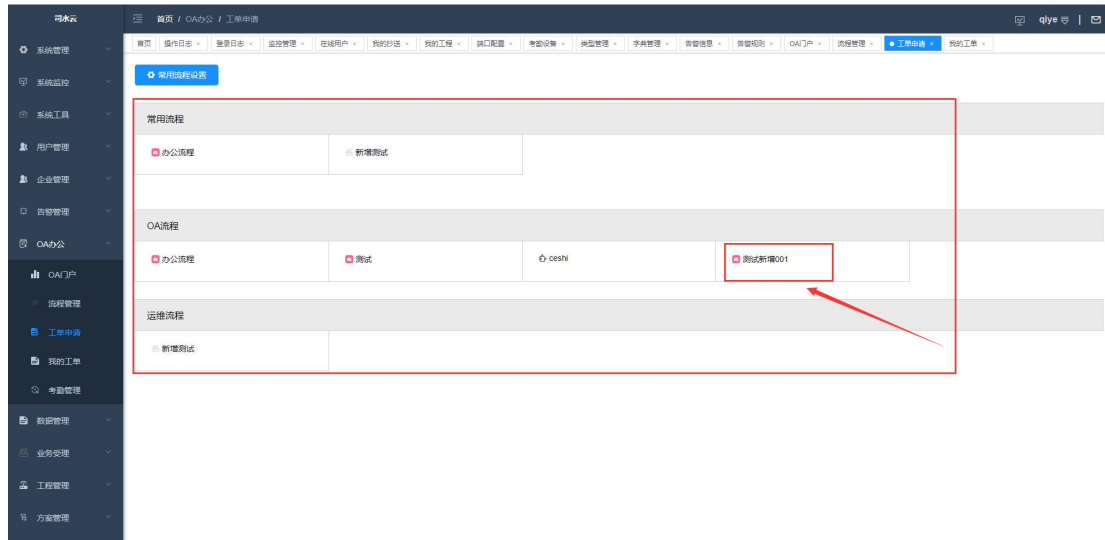 司水云
首页 / OA办公 / 工单申请
qiye
系统管理
系统监控
系统工具
用户管理
企业管理
告警管理
OA办公
OA门户
流程管理
工单申请
我的工单
考勤管理
数据管理
业务受理
工程管理
方案管理
首页 操作日志 × 登录日志 × 监控管理 × 在线用户 × 我的抄送 × 我的工程 × 端口配置 × 考勤设备 × 类型管理 × 字典管理 × 告警信息 × 告警规则 × OA门户 × 流程管理 × 工单申请 × 我的工单 ×
常用流程设置
常用流程
办公流程 新增测试
OA流程
办公流程 测试 ceshi 测试新增001
运维流程
新增测试